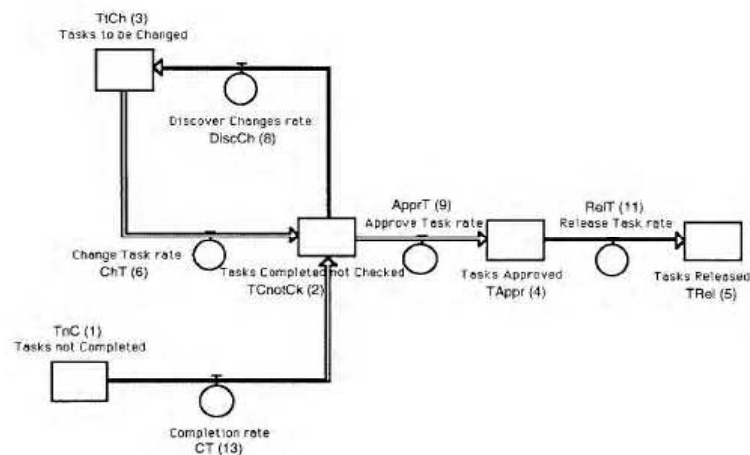 TtCh (3)
Tasks to be Changed
Discover Changes rate
DiscCh (8)
ApprT (9)
Approve Task rate
RelT (11)
Release Task rate
Change Task rate
ChT (6)
Tasks Completed not Checked
TCnotCk (2)
Tasks Approved
TAppr (4)
Tasks Released
TRel (5)
TnC (1)
Tasks not Completed
Completion rate
CT (13)